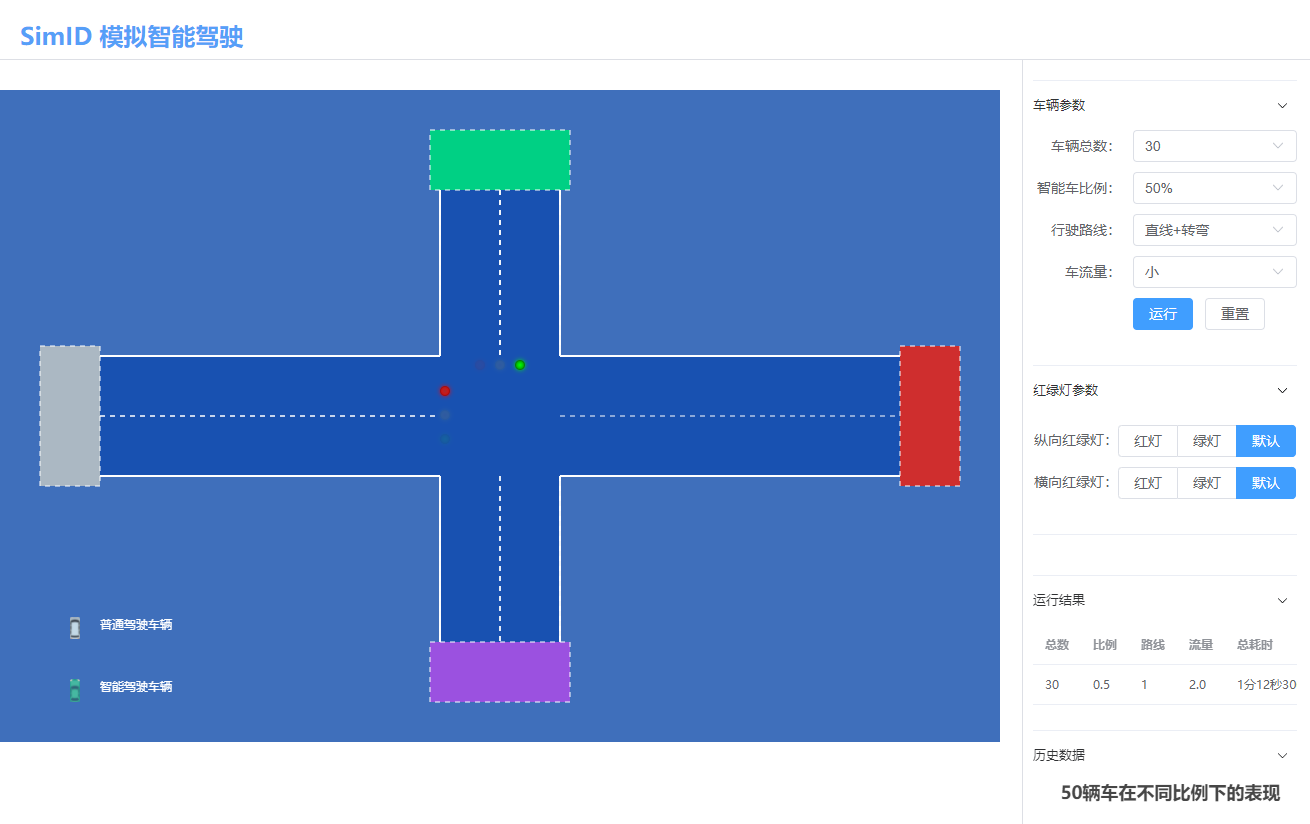 SimID 模拟智能驾驶
普通驾驶车辆
智能驾驶车辆
车辆参数
车辆总数： 30
智能车比例： 50%
行驶路线： 直线+转弯
车流量： 小
运行 重置
红绿灯参数
纵向红绿灯： 红灯 绿灯 默认
横向红绿灯： 红灯 绿灯 默认
运行结果
总数 比例 路线 流量 总耗时
30 0.5 1 2.0 1分12秒30
历史数据
50辆车在不同比例下的表现